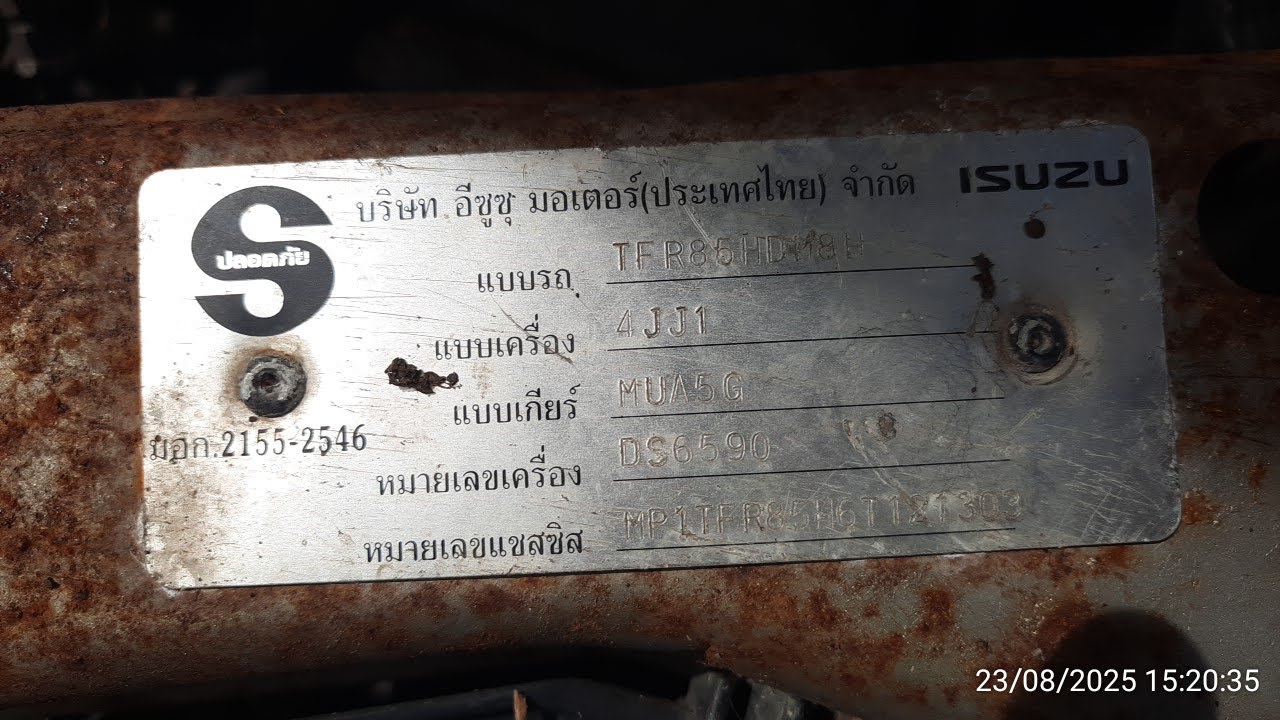 บริษัท อีซูซุ มอเตอร์(ประเทศไทย) จำกัด ISUZU
S
ปลอดภัย
แบบรถ
แบบเครื่อง 4JJ1
แบบเกียร์ MUA5G
มอก.2155-2546
หมายเลขเครื่อง DS6590
หมายเลขแชสซิส MP1TFR85H6T121303
23/08/2025 15:20:35